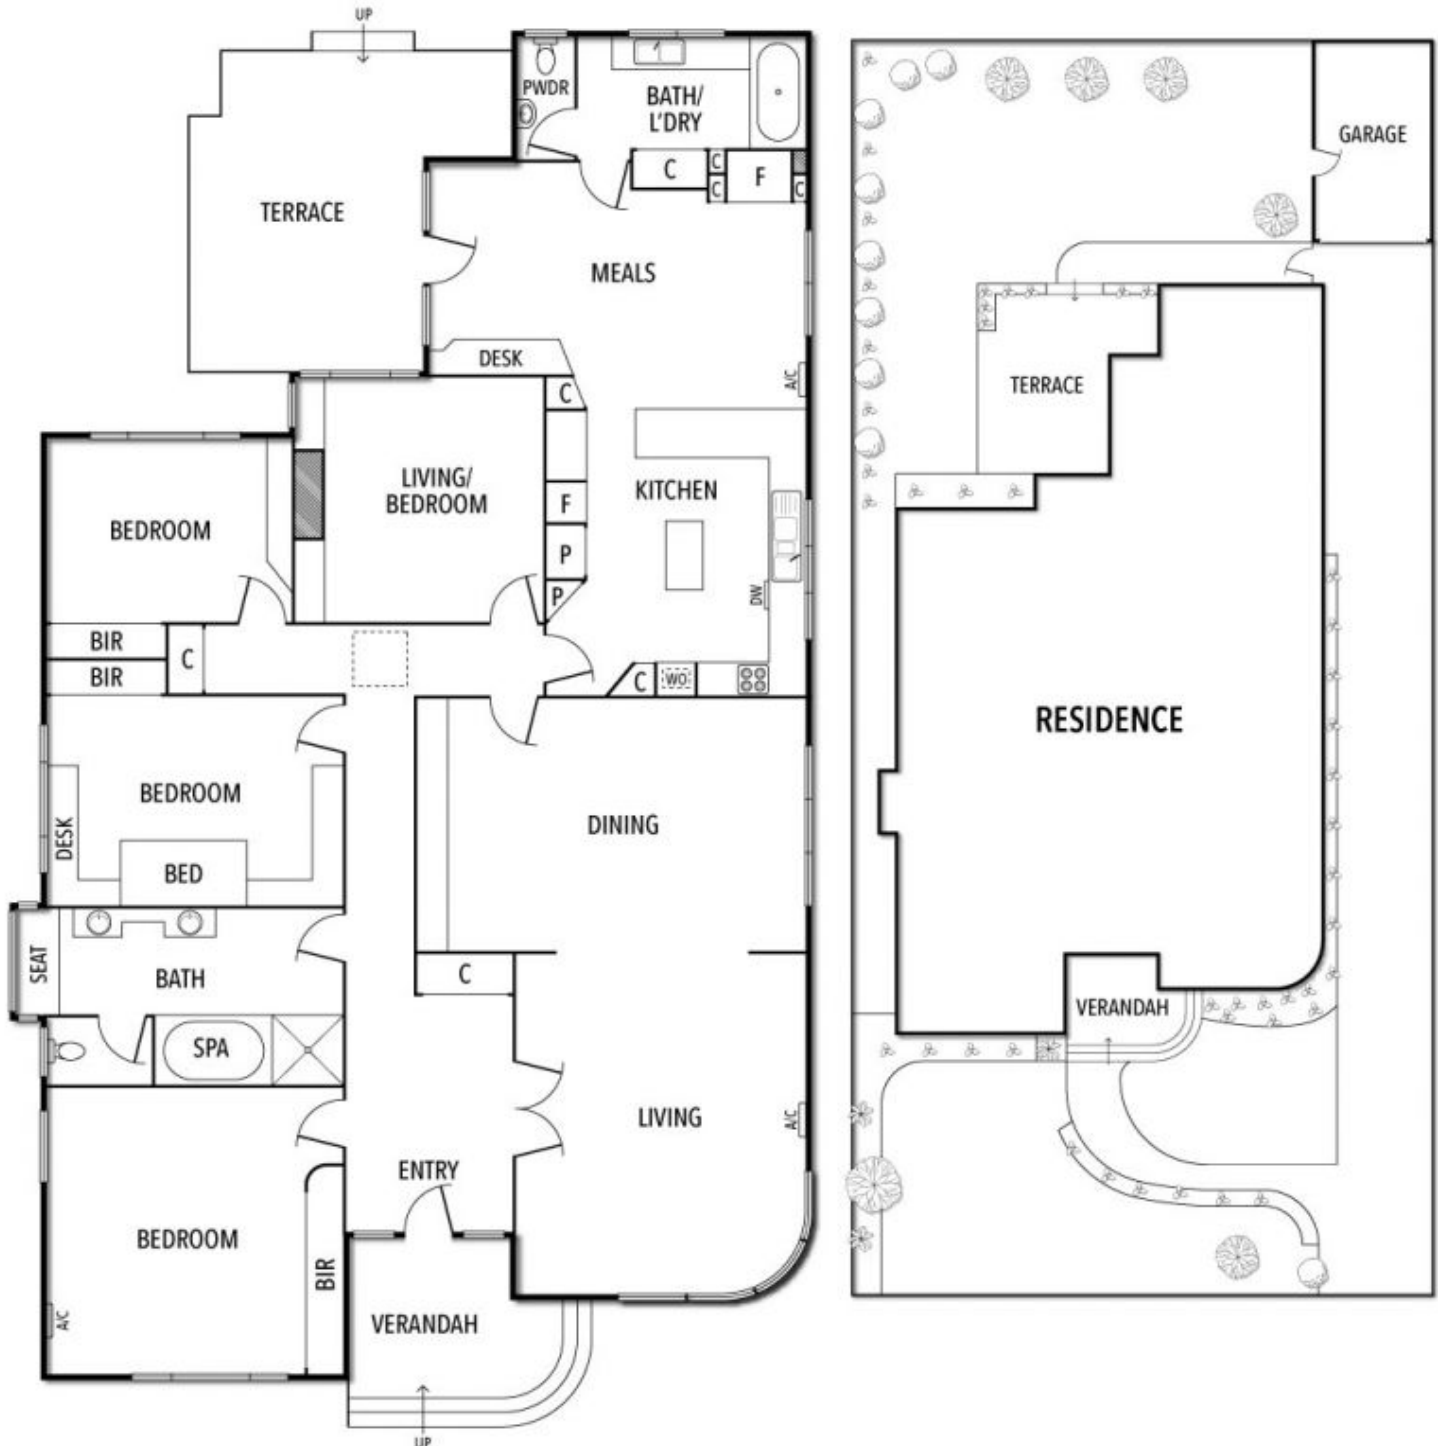 UP
PWDR
BATH/
L'DRY
C
C
C
F
C
TERRACE
MEALS
DESK
A/C
C
LIVING/
BEDROOM
F
P
P
KITCHEN
DW
BEDROOM
BIR
BIR
C
C
WO
BEDROOM
DESK
BED
DINING
SEAT
BATH
C
SPA
LIVING
A/C
ENTRY
BEDROOM
BIR
A/C
VERANDAH
UP
GARAGE
TERRACE
RESIDENCE
VERANDAH